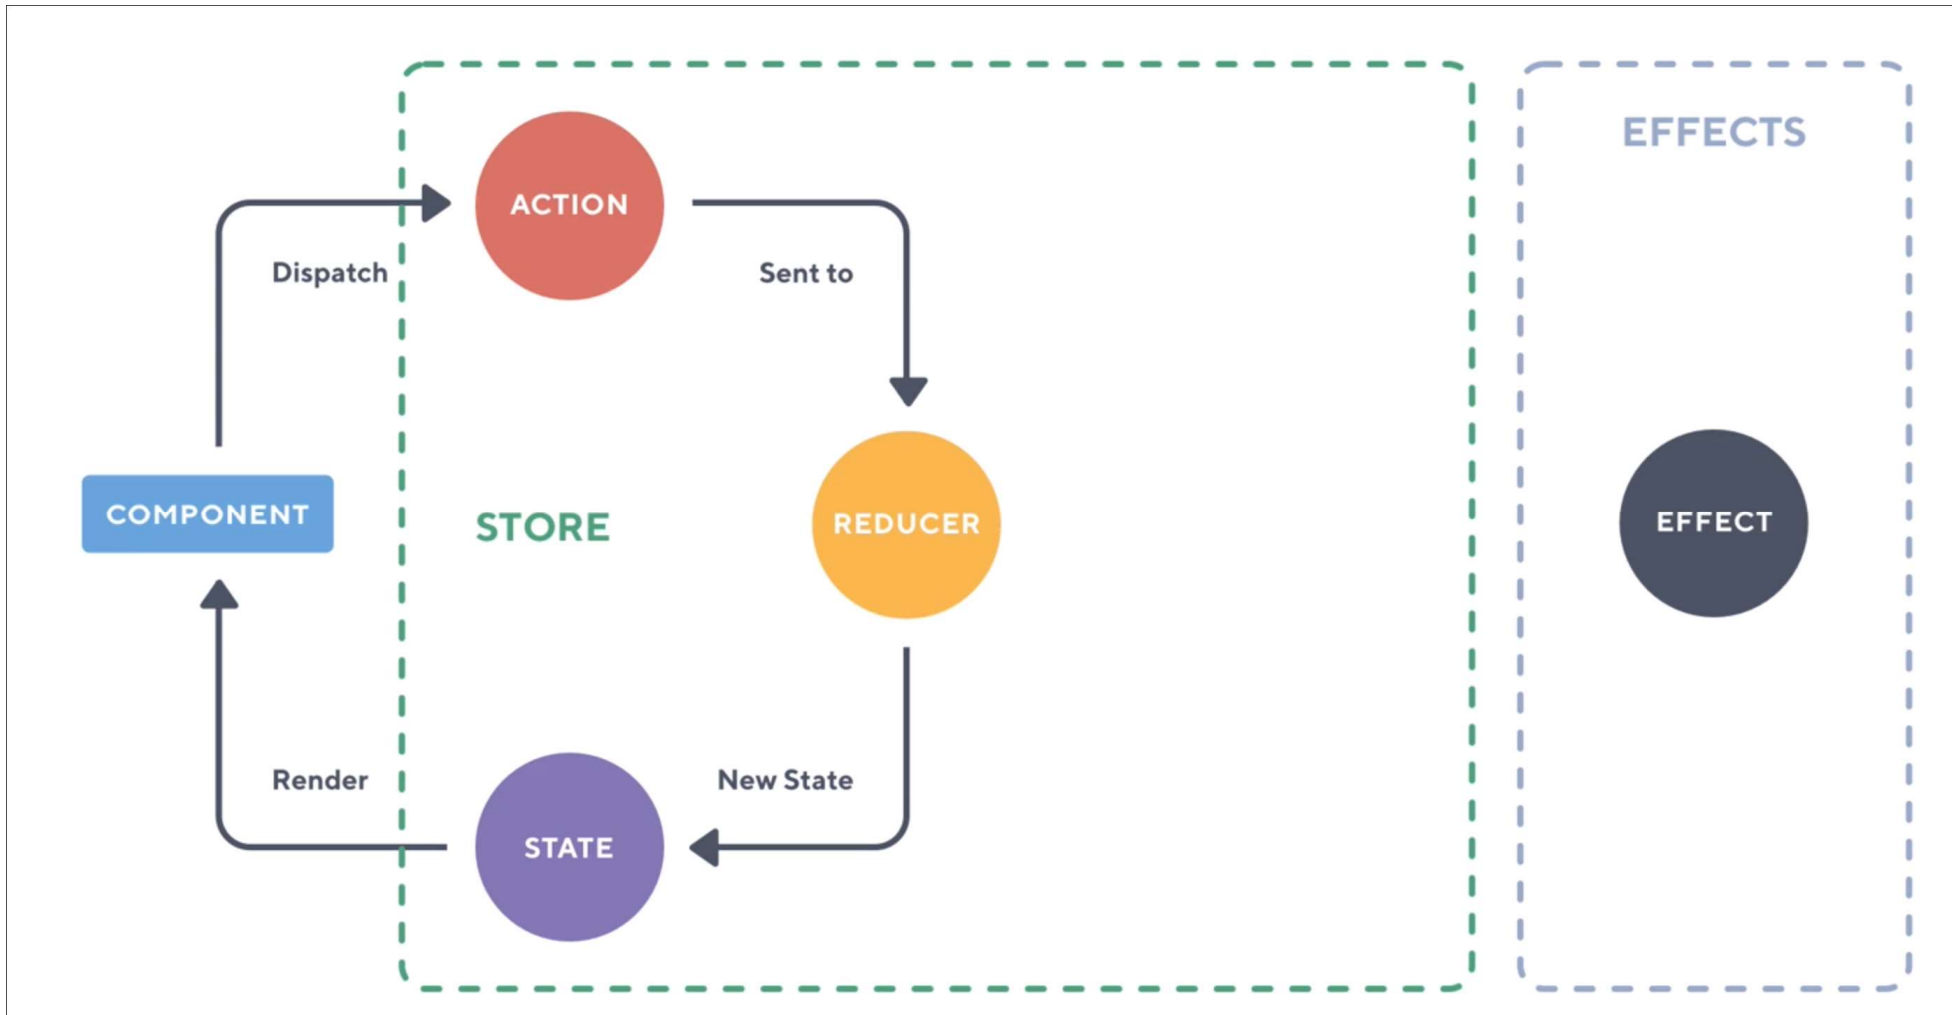 EFFECTS
ACTION
Dispatch
Sent to
COMPONENT
STORE
REDUCER
EFFECT
Render
New State
STATE